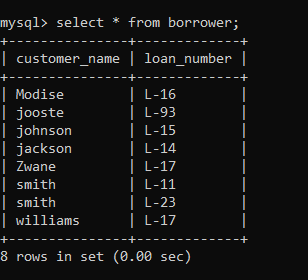 mysql> select * from borrower;
+---------------+-------------+
| customer_name | loan_number |
+---------------+-------------+
| Modise        | L-16        |
| jooste        | L-93        |
| johnson       | L-15        |
| jackson       | L-14        |
| Zwane         | L-17        |
| smith         | L-11        |
| smith         | L-23        |
| williams      | L-17        |
+---------------+-------------+
8 rows in set (0.00 sec)